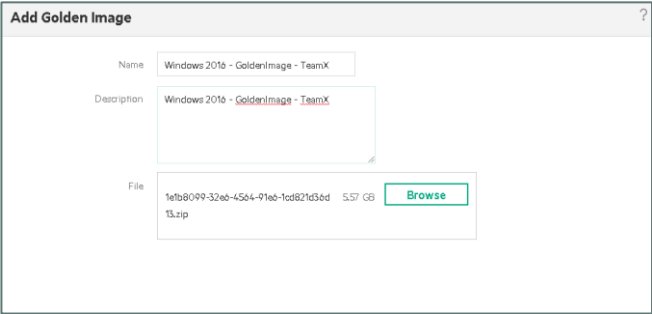 Add Golden Image
?
Name
Windows 2016 - GoldenImage - TeamX
Description
Windows 2016 - GoldenImage - TeamX
File
1e1b8099-32e6-4564-91e6-1cd821d36d
13.zip
5.57 GB
Browse